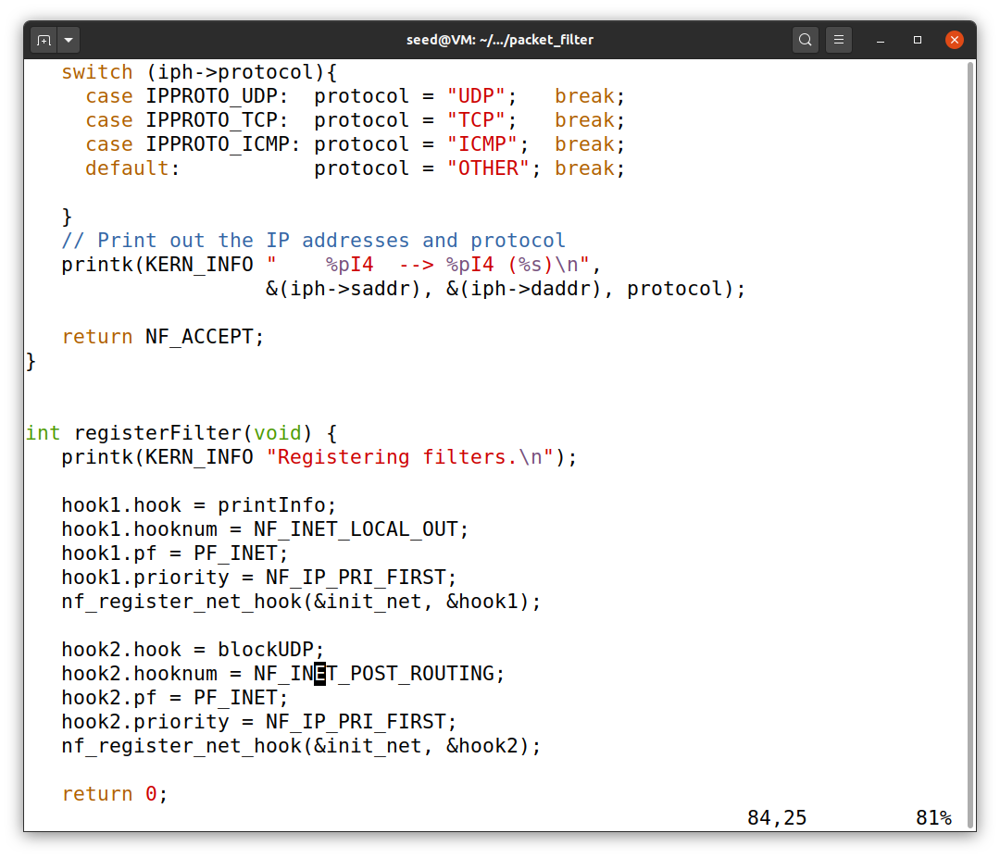 seed@VM: ~/.../packet_filter
switch (iph->protocol){
case IPPROTO_UDP:  protocol = "UDP";   break;
case IPPROTO_TCP:  protocol = "TCP";   break;
case IPPROTO_ICMP: protocol = "ICMP";  break;
default:           protocol = "OTHER"; break;
}
// Print out the IP addresses and protocol
printk(KERN_INFO "    %pI4  --> %pI4 (%s)\n",
&(iph->saddr), &(iph->daddr), protocol);
return NF_ACCEPT;
}
int registerFilter(void) {
printk(KERN_INFO "Registering filters.\n");
hook1.hook = printInfo;
hook1.hooknum = NF_INET_LOCAL_OUT;
hook1.pf = PF_INET;
hook1.priority = NF_IP_PRI_FIRST;
nf_register_net_hook(&init_net, &hook1);
hook2.hook = blockUDP;
hook2.hooknum = NF_INET_POST_ROUTING;
hook2.pf = PF_INET;
hook2.priority = NF_IP_PRI_FIRST;
nf_register_net_hook(&init_net, &hook2);
return 0;
84,25         81%